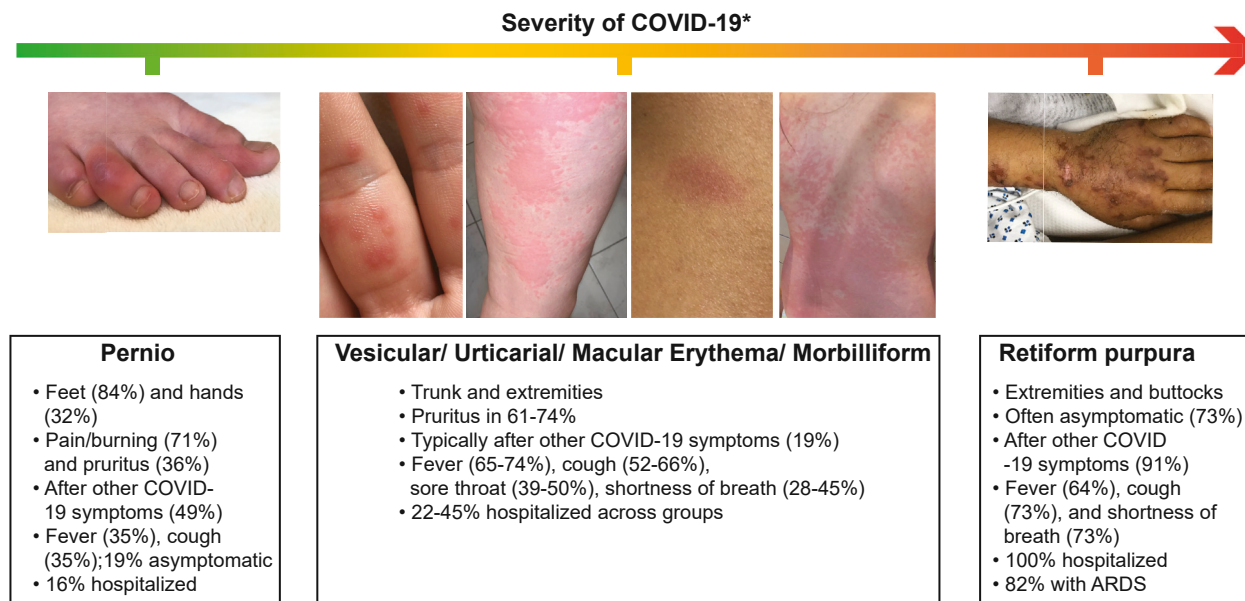 Severity of COVID-19*
Pernio
• Feet (84%) and hands
(32%)
• Pain/burning (71%)
and pruritus (36%)
• After other COVID-
19 symptoms (49%)
• Fever (35%), cough
(35%);19% asymptomatic
• 16% hospitalized
Vesicular/ Urticarial/ Macular Erythema/ Morbilliform
• Trunk and extremities
• Pruritus in 61-74%
• Typically after other COVID-19 symptoms (19%)
• Fever (65-74%), cough (52-66%),
sore throat (39-50%), shortness of breath (28-45%)
• 22-45% hospitalized across groups
Retiform purpura
• Extremities and buttocks
• Often asymptomatic (73%)
• After other COVID
-19 symptoms (91%)
• Fever (64%), cough
(73%), and shortness of
breath (73%)
• 100% hospitalized
• 82% with ARDS